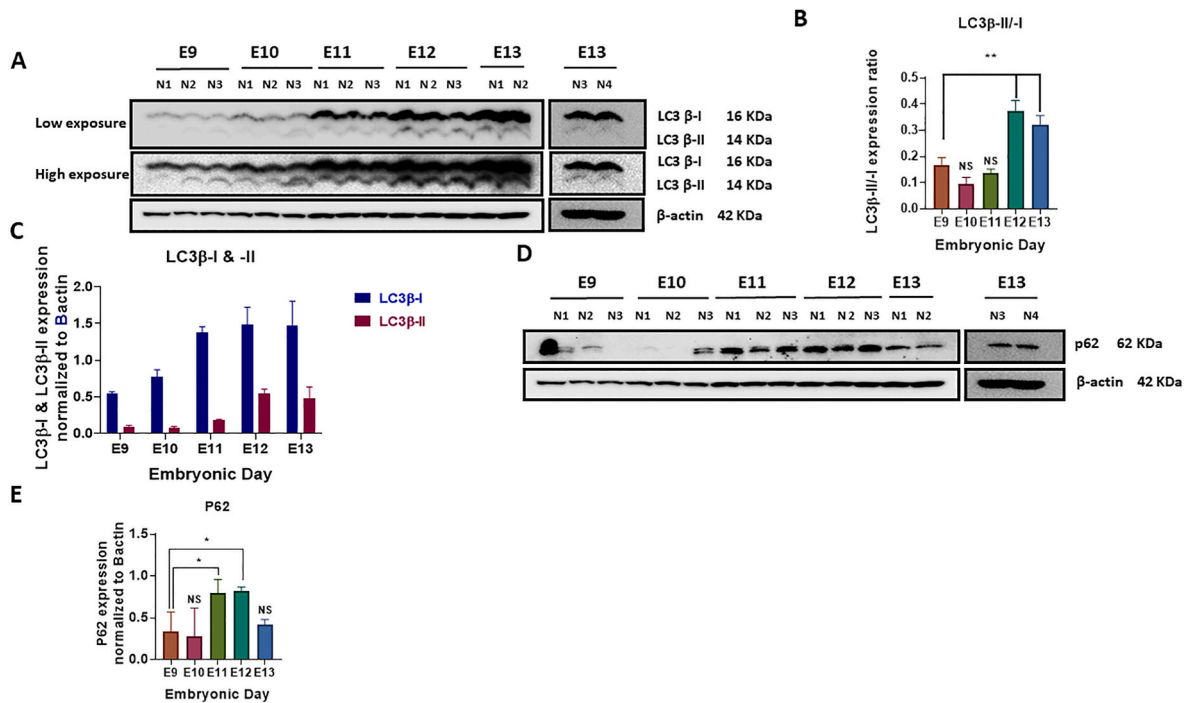 A
E9 E10 E11 E12 E13 E13
N1 N2 N3 N1 N2 N3 N1 N2 N3 N1 N2 N3 N1 N2 N3 N4
Low exposure
LC3 β-I 16 KDa
LC3 β-II 14 KDa
High exposure
LC3 β-I 16 KDa
LC3 β-II 14 KDa
β-actin 42 KDa
B
LC3β-II/-I
**
LC3β-II/-I expression ratio
0.5
0.4
0.3
0.2
0.1
0.0
NS NS
E9 E10 E11 E12 E13
Embryonic Day
C
LC3β-I & -II
LC3β-I & LC3β-II expression
normalized to Bactin
2.0
1.5
1.0
0.5
0.0
LC3β-I
LC3β-II
E9 E10 E11 E12 E13
Embryonic Day
D
E9 E10 E11 E12 E13 E13
N1 N2 N3 N1 N2 N3 N1 N2 N3 N1 N2 N3 N1 N2 N3 N4
p62 62 KDa
β-actin 42 KDa
E
P62
P62 expression
normalized to Bactin
1.5
1.0
0.5
0.0
*
*
NS NS
E9 E10 E11 E12 E13
Embryonic Day